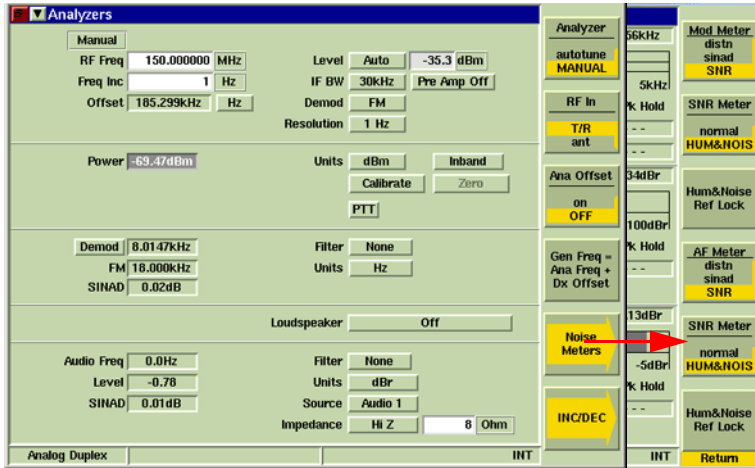 5 Analyzers
Manual
RF Freq 150.000000 MHz Level Auto -35.3 dBm
Freq Inc 1 Hz IF BW 30kHz Pre Amp Off
Offset 185.299kHz Hz Demod FM
Resolution 1 Hz
Power -69.47dBm Units dBm Inband
Calibrate Zero
PTT
Demod 8.0147kHz Filter None
FM 18.000kHz Units Hz
SINAD 0.02dB
Loudspeaker Off
Audio Freq 0.0Hz Filter None
Level -0.78 Units dBr
SINAD 0.01dB Source Audio 1
Impedance Hi Z 8 Ohm
Analog Duplex INT
Analyzer
autotune
MANUAL
RF In
T/R
ant
Ana Offset
on
OFF
Gen Freq =
Ana Freq +
Dx Offset
Noise
Meters
INC/DEC
56kHz
5kHz
Pk Hold
- -
- -
34dBr
100dBr
Pk Hold
- -
13dBr
-5dBr
Pk Hold
- -
INT
Mod Meter
distn
sinad
SNR
SNR Meter
normal
HUM&NOIS
Hum&Noise
Ref Lock
AF Meter
distn
sinad
SNR
SNR Meter
normal
HUM&NOIS
Hum&Noise
Ref Lock
Return